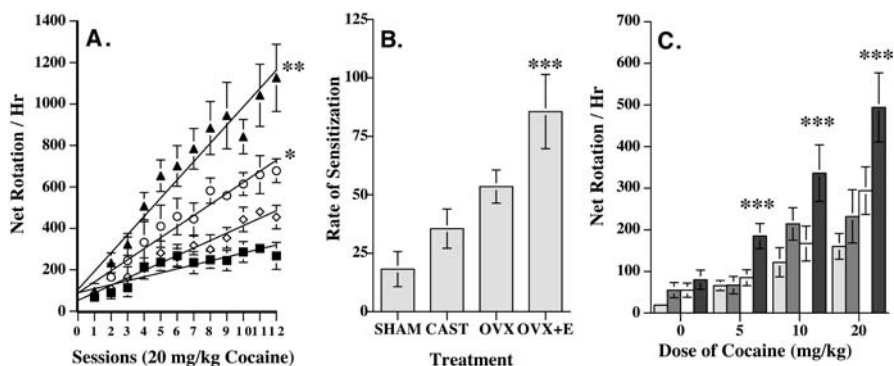 A.
1400
1200
1000
800
600
400
200
0
Net Rotation / Hr
**
*
0 1 2 3 4 5 6 7 8 9 10 11 12
Sessions (20 mg/kg Cocaine)
B.
125
100
75
50
25
0
Rate of Sensitization
***
SHAM CAST OVX OVX+E
Treatment
C.
700
600
500
400
300
200
100
0
Net Rotation / Hr
***
***
***
0 5 10 20
Dose of Cocaine (mg/kg)